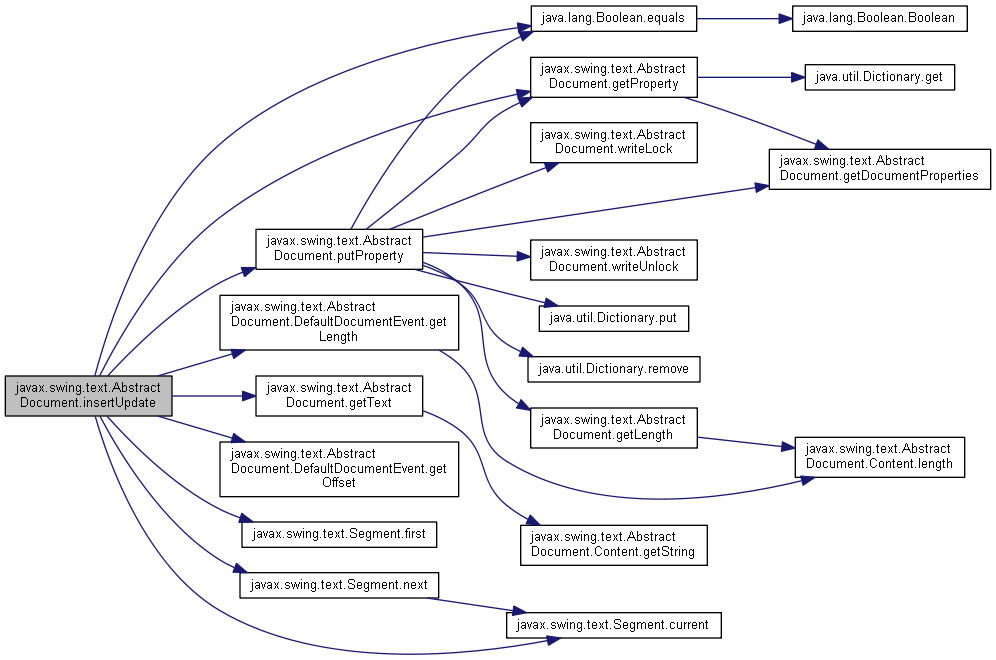 java.lang.Boolean.equals
java.lang.Boolean.Boolean
javax.swing.text.Abstract
Document.getProperty
java.util.Dictionary.get
javax.swing.text.Abstract
Document.writeLock
javax.swing.text.Abstract
Document.getDocumentProperties
javax.swing.text.Abstract
Document.putProperty
javax.swing.text.Abstract
Document.writeUnlock
javax.swing.text.Abstract
Document.DefaultDocumentEvent.get
Length
java.util.Dictionary.put
java.util.Dictionary.remove
javax.swing.text.Abstract
Document.insertUpdate
javax.swing.text.Abstract
Document.getText
javax.swing.text.Abstract
Document.getLength
javax.swing.text.Abstract
Document.Content.length
javax.swing.text.Abstract
Document.DefaultDocumentEvent.get
Offset
javax.swing.text.Segment.first
javax.swing.text.Abstract
Document.Content.getString
javax.swing.text.Segment.next
javax.swing.text.Segment.current